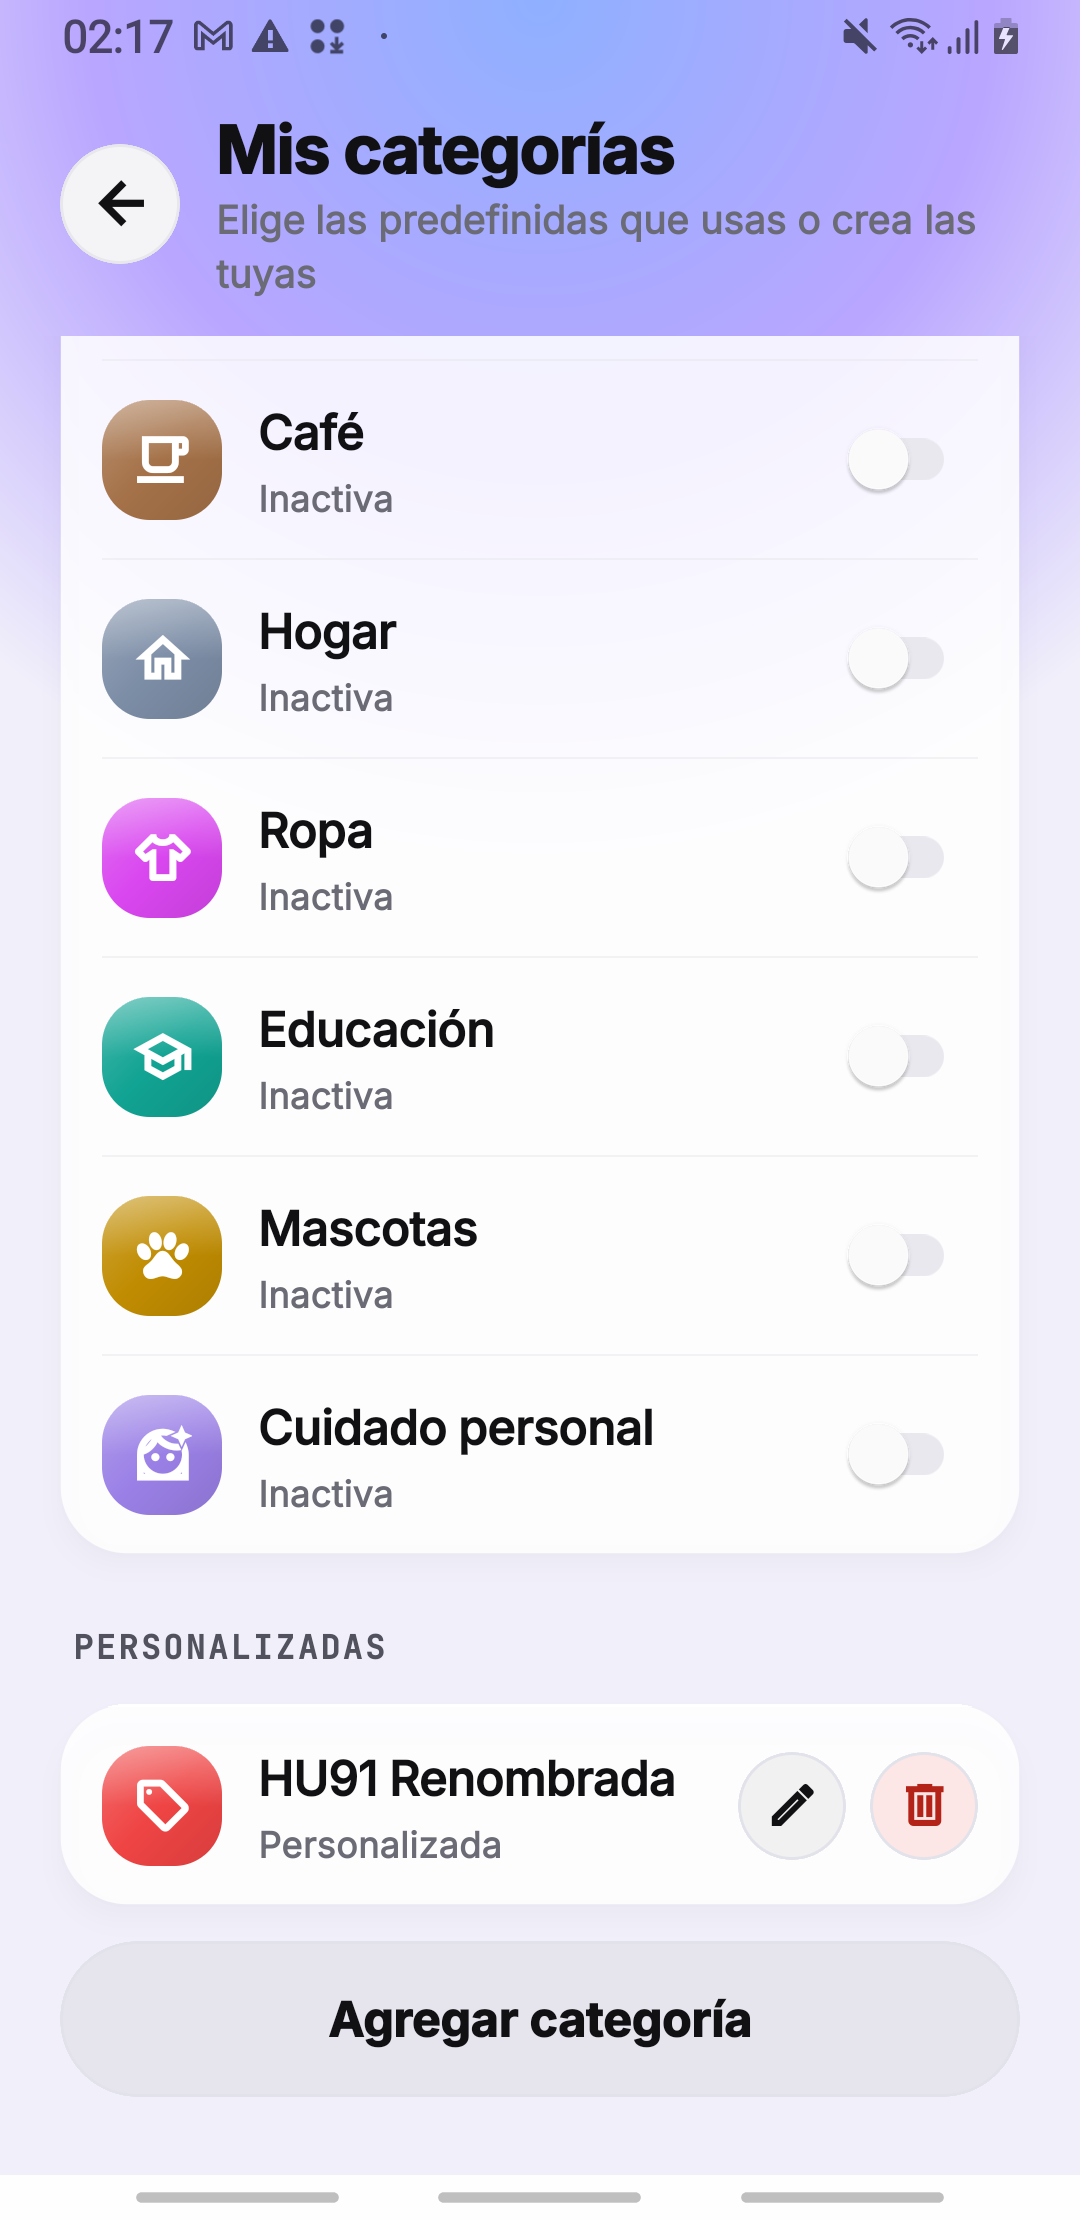 02:17
Mis categorías
Elige las predefinidas que usas o crea las
tuyas
Café
Inactiva
Hogar
Inactiva
Ropa
Inactiva
Educación
Inactiva
Mascotas
Inactiva
Cuidado personal
Inactiva
PERSONALIZADAS
HU91 Renombrada
Personalizada
Agregar categoría